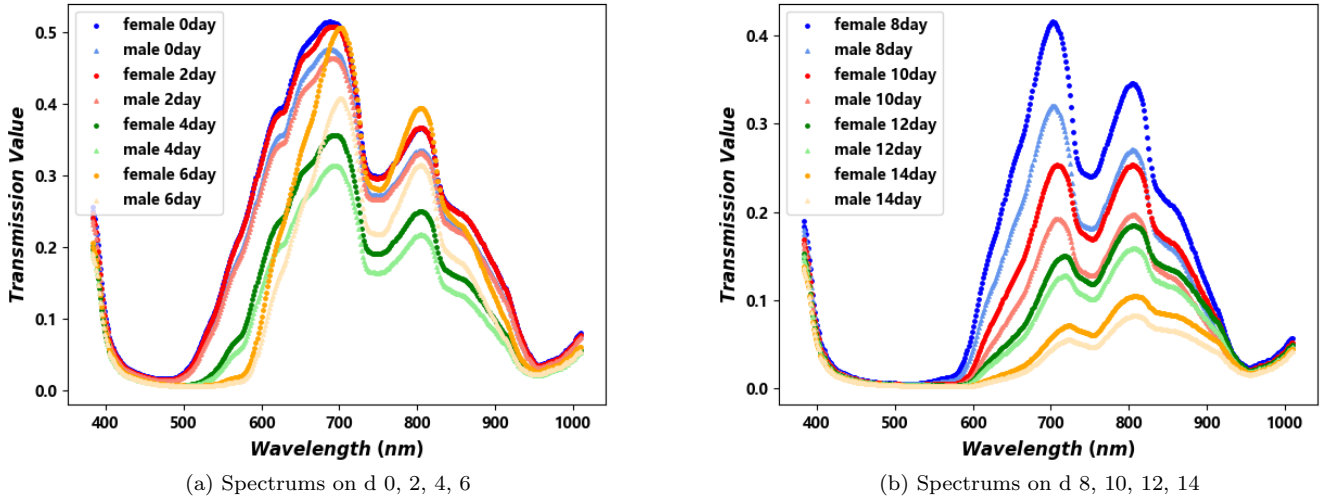 female 0day
male 0day
female 2day
male 2day
female 4day
male 4day
female 6day
male 6day
0.5
0.4
0.3
0.2
0.1
0.0
Transmission Value
400 500 600 700 800 900 1000
Wavelength (nm)
(a) Spectrums on d 0, 2, 4, 6
female 8day
male 8day
female 10day
male 10day
female 12day
male 12day
female 14day
male 14day
0.4
0.3
0.2
0.1
0.0
Transmission Value
400 500 600 700 800 900 1000
Wavelength (nm)
(b) Spectrums on d 8, 10, 12, 14